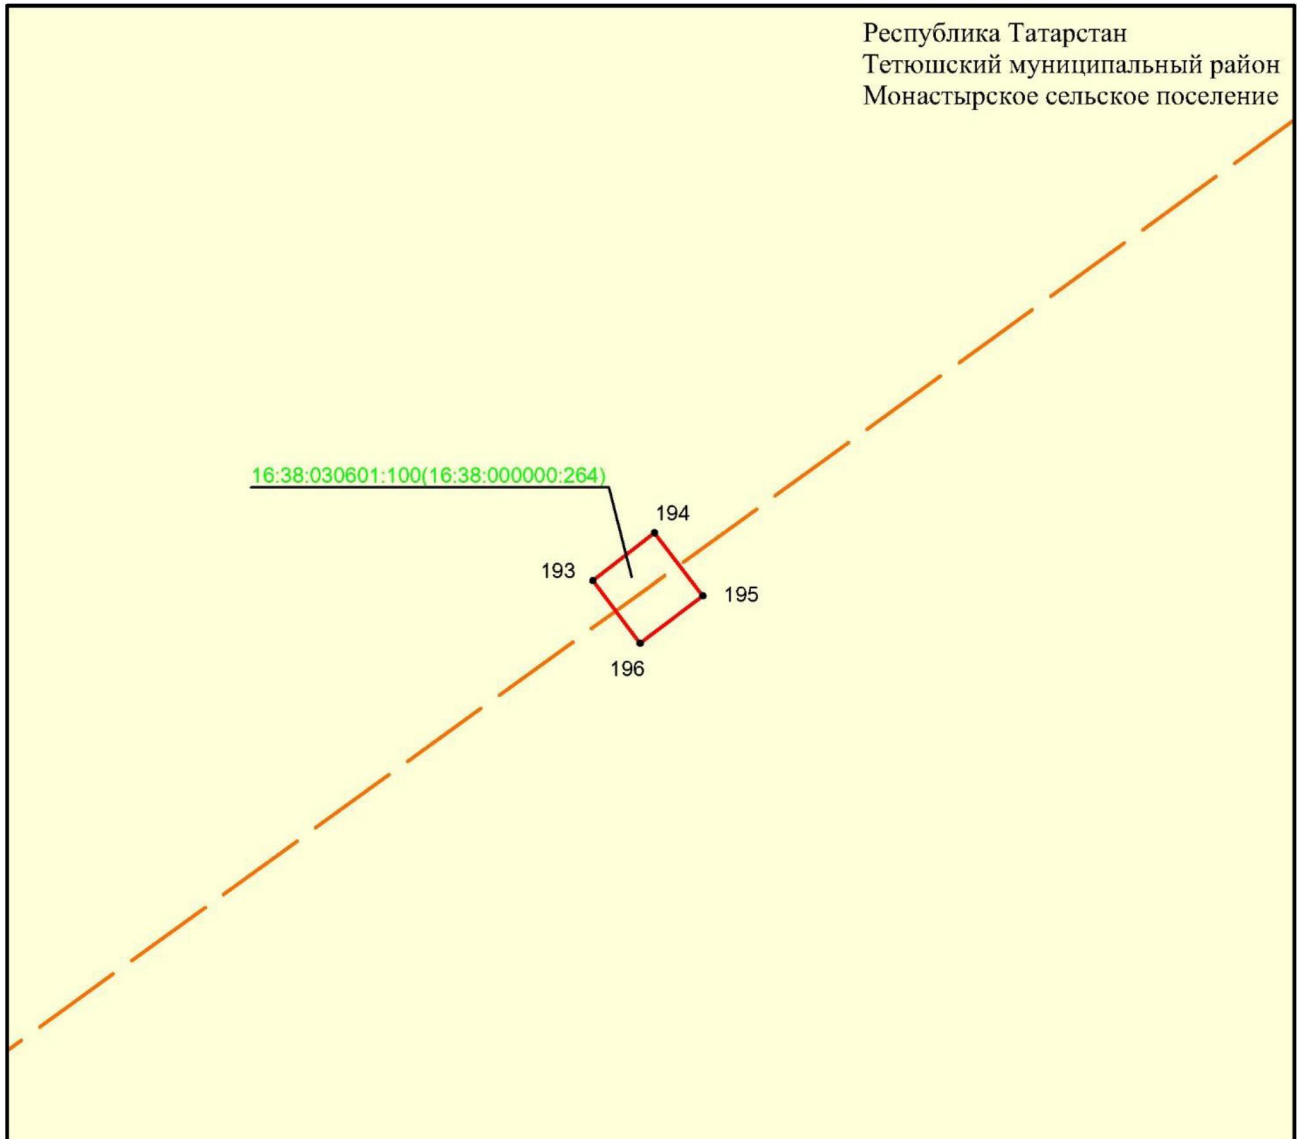 Республика Татарстан
Тетюшский муниципальный район
Монастырское сельское поселение
16:38:030601:100(16:38:000000:264)
194
193
195
196